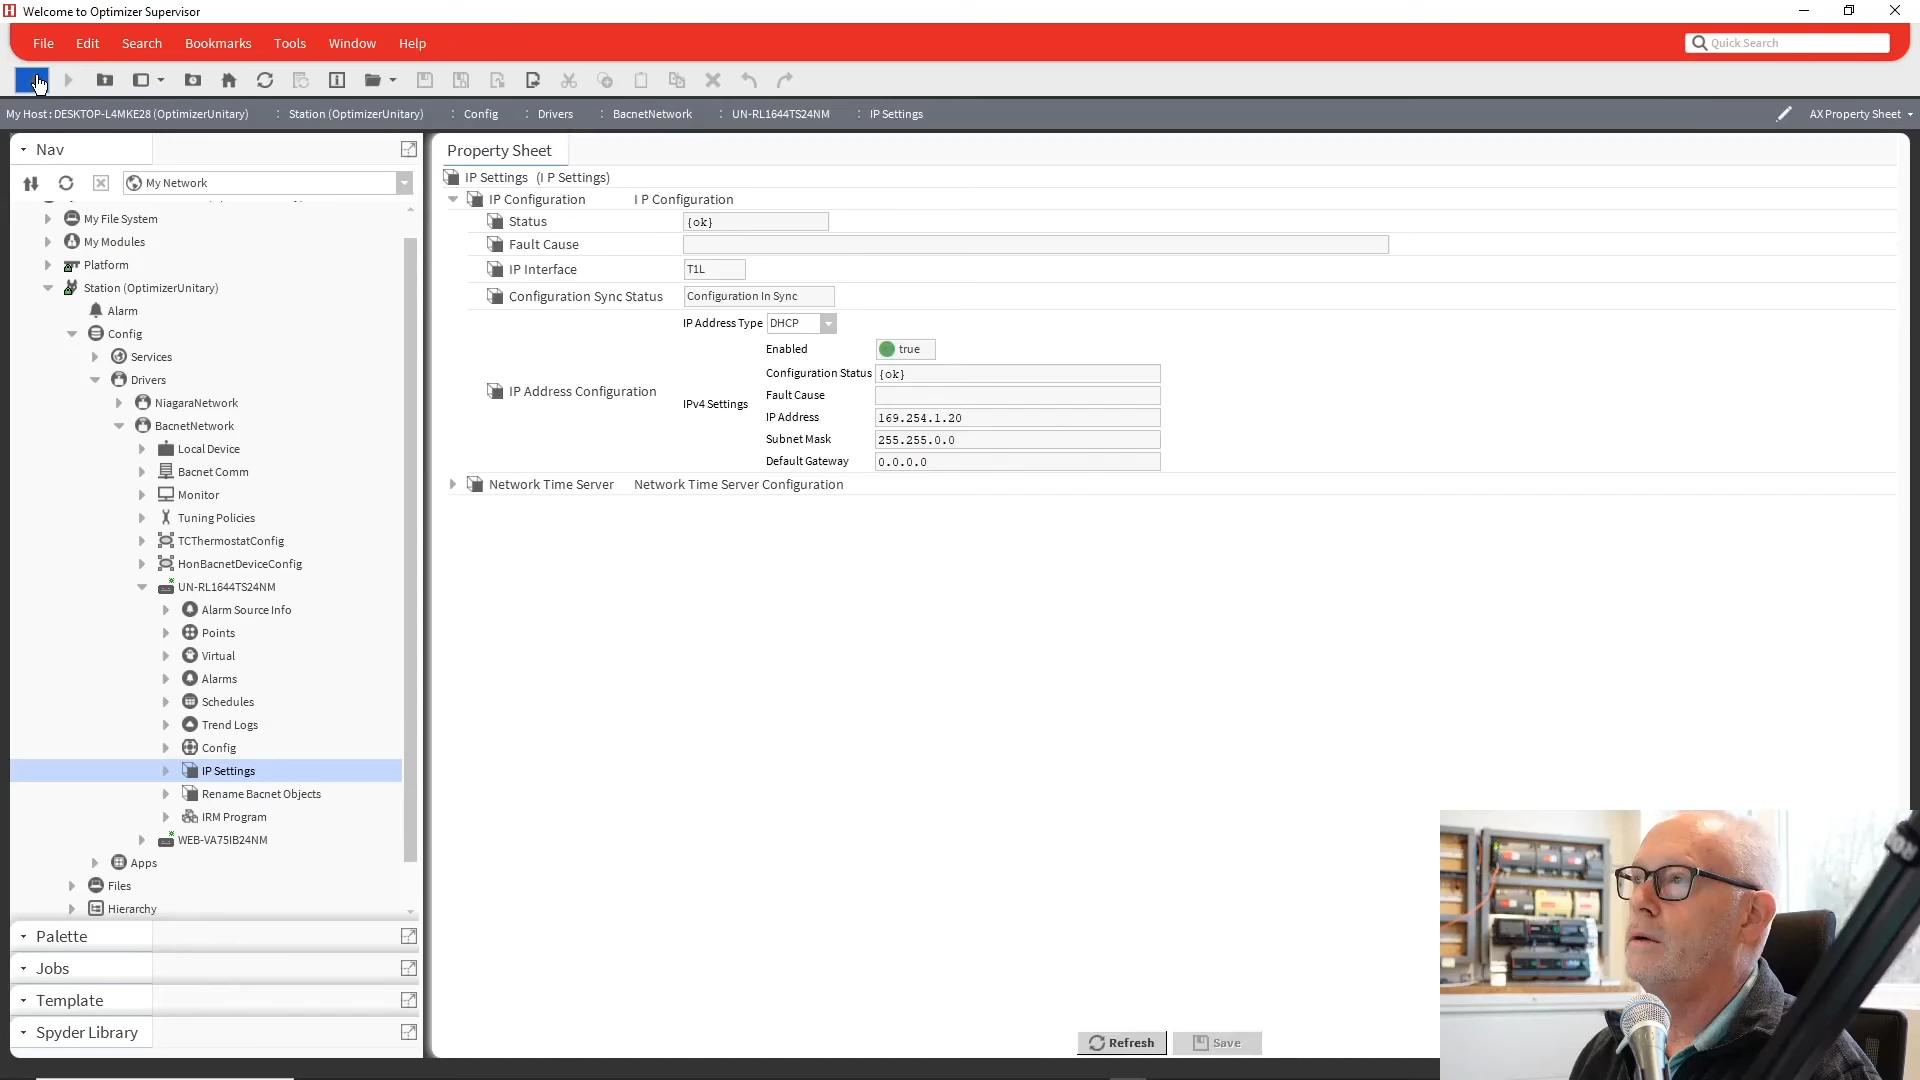 Welcome to Optimizer Supervisor
File Edit Search Bookmarks Tools Window Help
Quick Search
My Host : DESKTOP-L4MKE28 (OptimizerUnitary) : Station (OptimizerUnitary) : Config : Drivers : BacnetNetwork : UN-RL1644TS24NM : IP Settings
AX Property Sheet
Nav
My Network
My File System
My Modules
Platform
Station (OptimizerUnitary)
Alarm
Config
Services
Drivers
NiagaraNetwork
BacnetNetwork
Local Device
Bacnet Comm
Monitor
Tuning Policies
TCThermostatConfig
HonBacnetDeviceConfig
UN-RL1644TS24NM
Alarm Source Info
Points
Virtual
Alarms
Schedules
Trend Logs
Config
IP Settings
Rename Bacnet Objects
IRM Program
WEB-VA75IB24NM
Apps
Files
Hierarchy
Palette
Jobs
Template
Spyder Library
Property Sheet
IP Settings (I P Settings)
IP Configuration I P Configuration
Status {ok}
Fault Cause
IP Interface T1L
Configuration Sync Status Configuration In Sync
IP Address Type DHCP
Enabled true
Configuration Status {ok}
IP Address Configuration
IPv4 Settings
Fault Cause
IP Address 169.254.1.20
Subnet Mask 255.255.0.0
Default Gateway 0.0.0.0
Network Time Server Network Time Server Configuration
Refresh Save